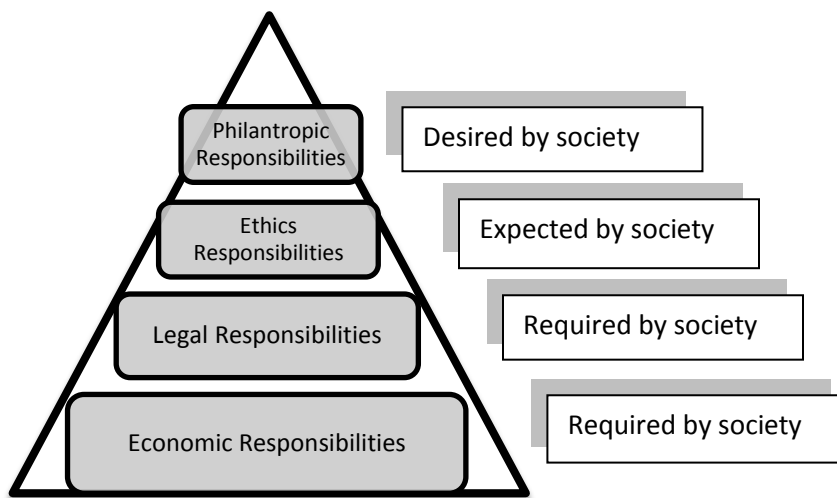 Philantropic
Responsibilities
Desired by society
Ethics
Responsibilities
Expected by society
Legal Responsibilities
Required by society
Economic Responsibilities
Required by society